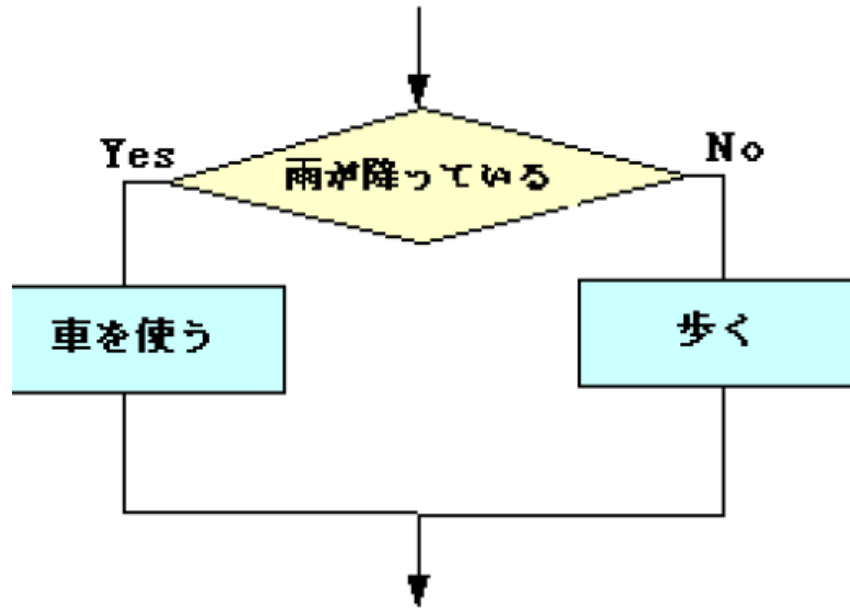 Yes
No
雨が降っている
車を使う
歩く